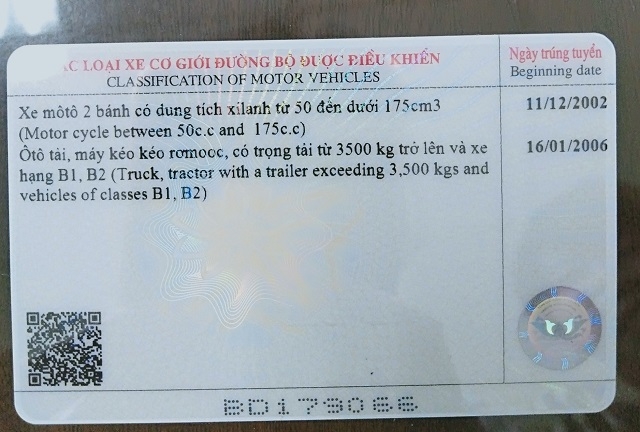 LOẠI XE CƠ GIỚI ĐƯỜNG BỘ ĐƯỢC ĐIỀU KHIỂN
CLASSIFICATION OF MOTOR VEHICLES
Ngày trúng tuyển
Beginning date
Xe môtô 2 bánh có dung tích xilanh từ 50 đến dưới 175cm3
11/12/2002
(Motor cycle between 50c.c and 175c.c)
Ôtô tải, máy kéo kéo rơmooc, có trọng tải từ 3500 kg trở lên và xe
16/01/2006
hạng B1, B2 (Truck, tractor with a trailer exceeding 3,500 kgs and
vehicles of classes B1, B2)
BD179066